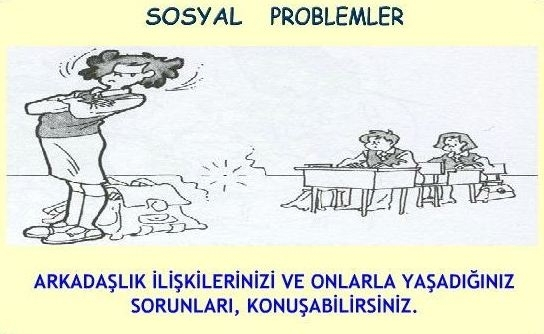 SOSYAL PROBLEMLER
ARKADAŞLIK İLİŞKİLERİNİZİ VE ONLARLA YAŞADIĞINIZ
SORUNLARI, KONUŞABİLİRSİNİZ.